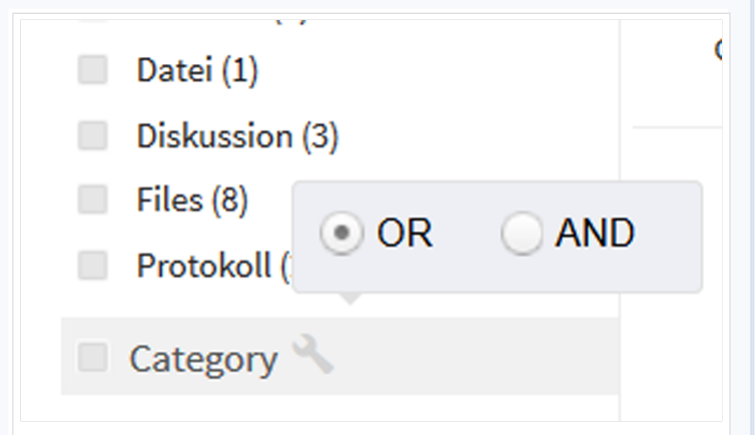 Datei (1)
Diskussion (3)
Files (8)
Protokoll (
OR AND
Category